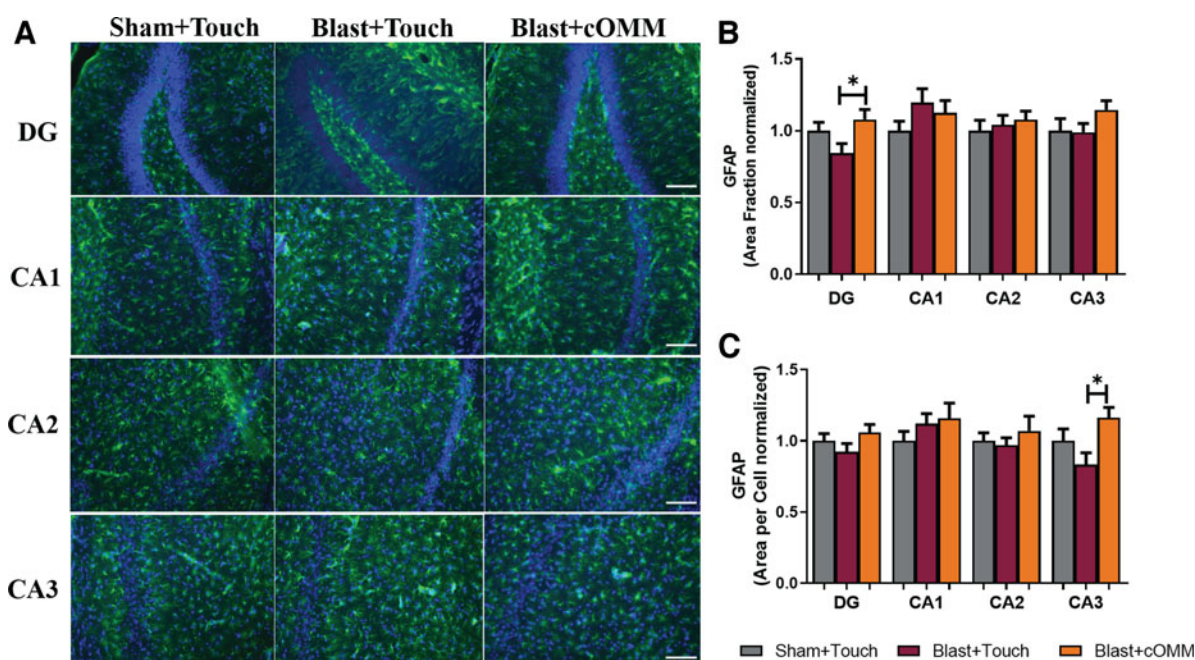 A
Sham+Touch Blast+Touch Blast+cOMM
DG
CA1
CA2
CA3
B
GFAP
(Area Fraction normalized)
1.5
1.0
0.5
0.0
*
DG CA1 CA2 CA3
C
GFAP
(Area per Cell normalized)
1.5
1.0
0.5
0.0
*
DG CA1 CA2 CA3
Sham+Touch Blast+Touch Blast+cOMM